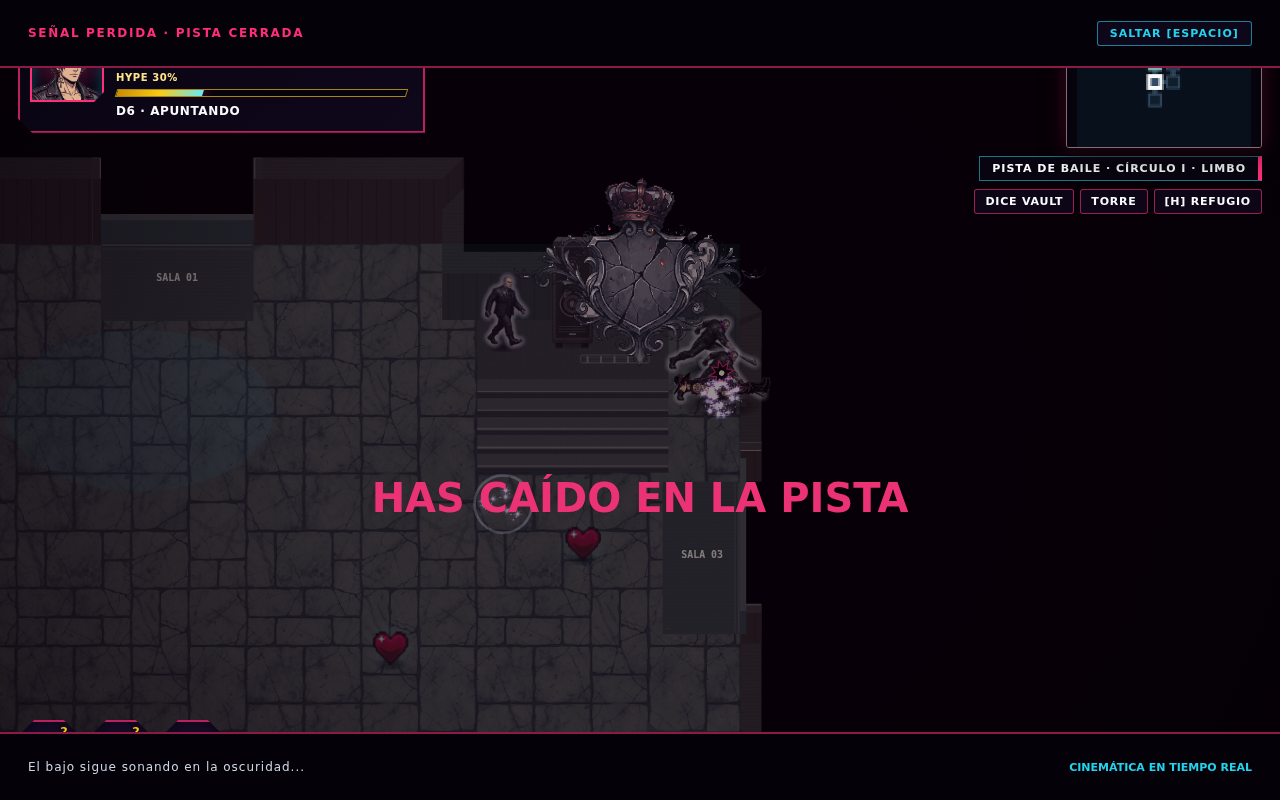 SEÑAL PERDIDA · PISTA CERRADA
SALTAR [ESPACIO]
HYPE 30%
D6 · APUNTANDO
PISTA DE BAILE · CÍRCULO I · LIMBO
DICE VAULT
TORRE
[H] REFUGIO
SALA 01
HAS CAÍDO EN LA PISTA
SALA 03
?
?
El bajo sigue sonando en la oscuridad...
CINEMÁTICA EN TIEMPO REAL